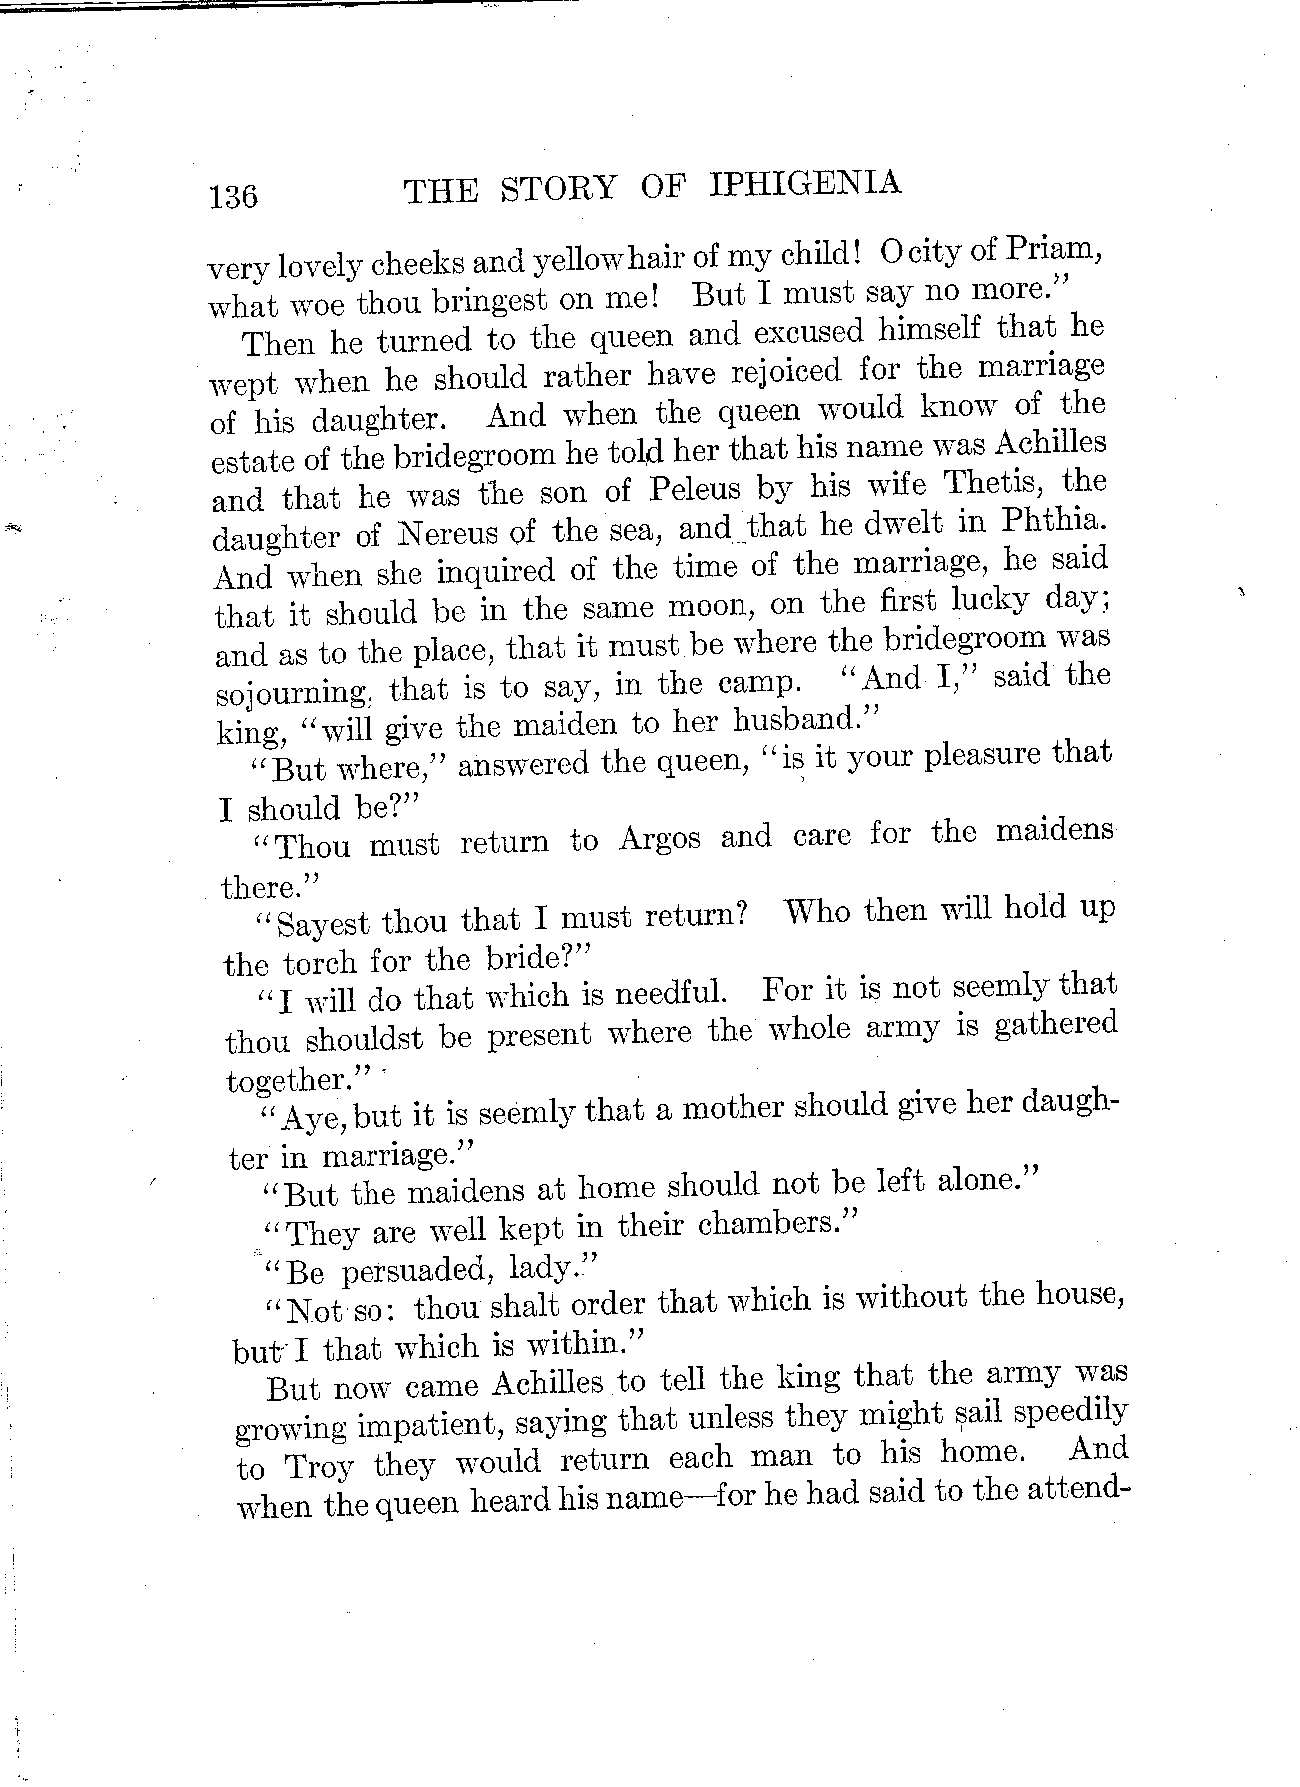 136 THE STORY OF IPHIGENIA
very lovely cheeks and yellow hair of my child! O city of Priam,
what woe thou bringest on me! But I must say no more."
Then he turned to the queen and excused himself that he
wept when he should rather have rejoiced for the marriage
of his daughter. And when the queen would know of the
estate of the bridegroom he told her that his name was Achilles
and that he was the son of Peleus by his wife Thetis, the
daughter of Nereus of the sea, and that he dwelt in Phthia.
And when she inquired of the time of the marriage, he said
that it should be in the same moon, on the first lucky day;
and as to the place, that it must be where the bridegroom was
sojourning, that is to say, in the camp. "And I," said the
king, "will give the maiden to her husband."
"But where," answered the queen, "is it your pleasure that
I should be?"
"Thou must return to Argos and care for the maidens
there."
"Sayest thou that I must return? Who then will hold up
the torch for the bride?"
"I will do that which is needful. For it is not seemly that
thou shouldst be present where the whole army is gathered
together."
"Aye, but it is seemly that a mother should give her daugh-
ter in marriage."
"But the maidens at home should not be left alone."
"They are well kept in their chambers."
"Be persuaded, lady."
"Not so: thou shalt order that which is without the house,
but I that which is within."
But now came Achilles to tell the king that the army was
growing impatient, saying that unless they might sail speedily
to Troy they would return each man to his home. And
when the queen heard his name—for he had said to the attend-